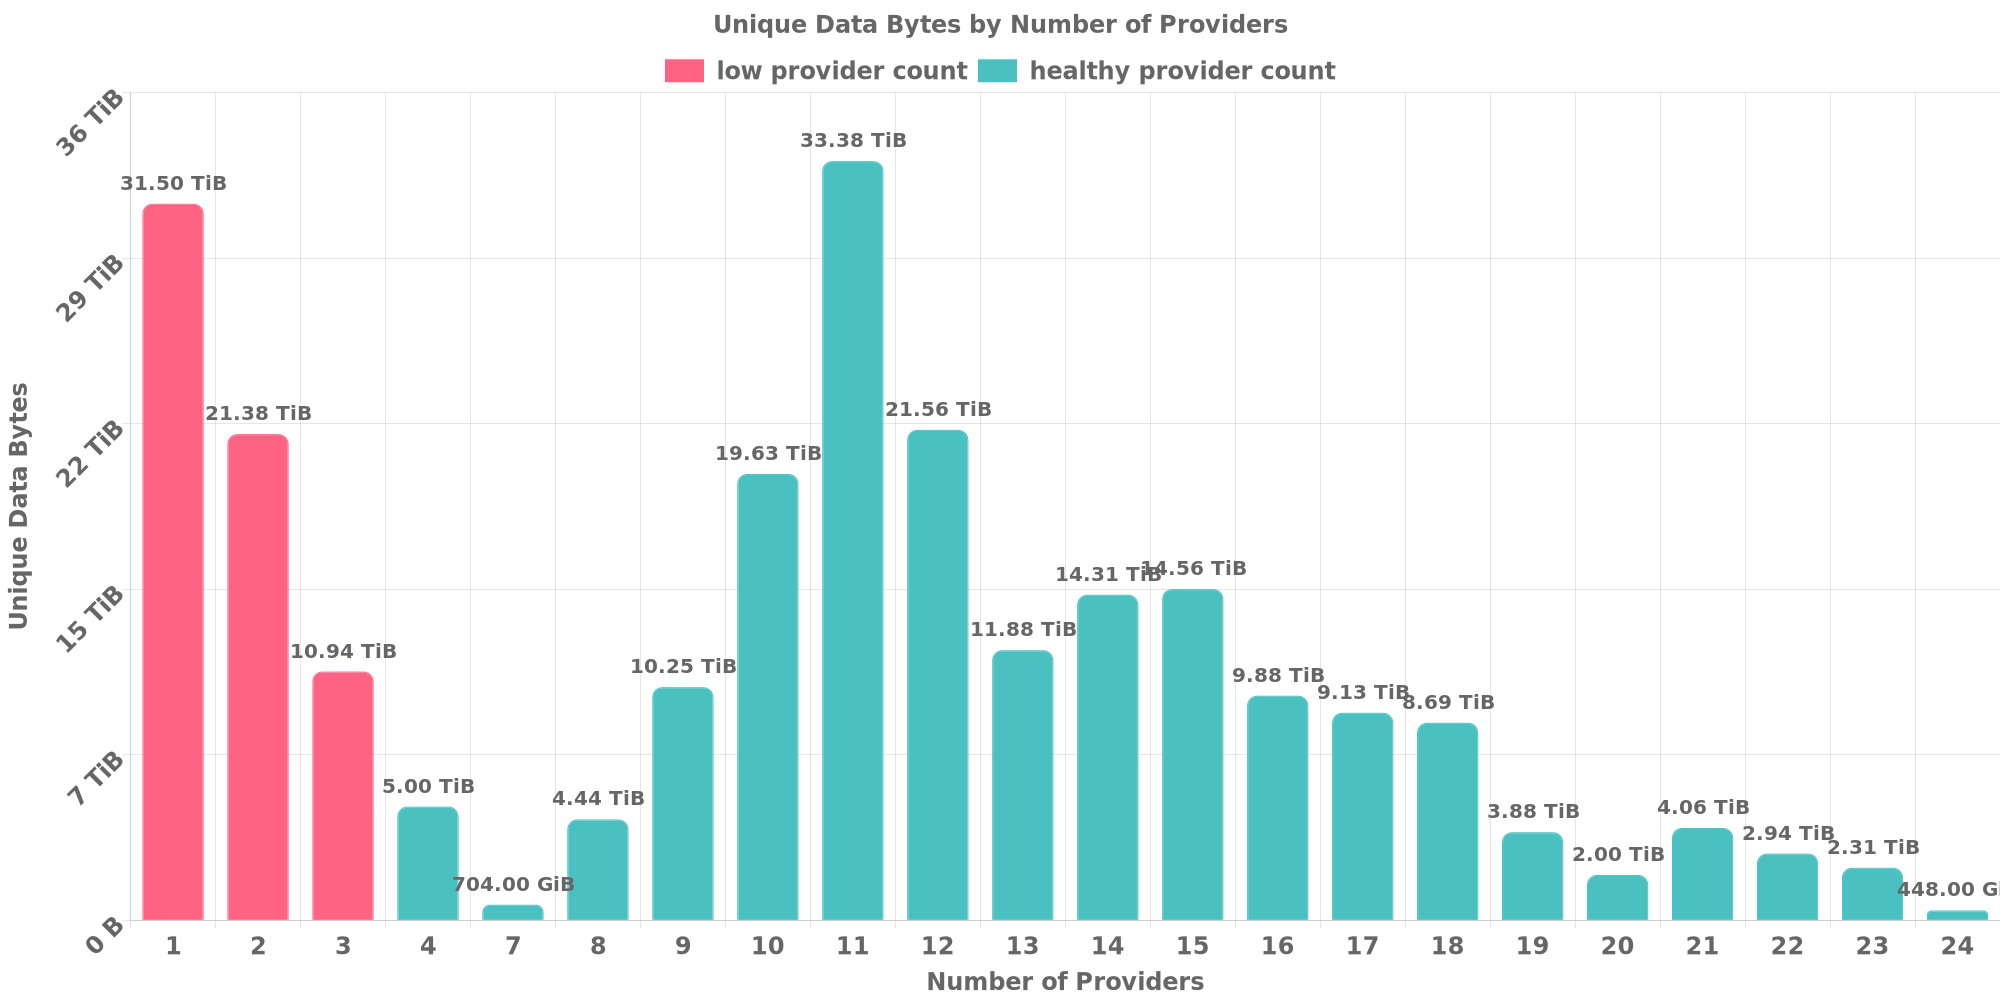 Unique Data Bytes by Number of Providers
low provider count healthy provider count
36 TiB
29 TiB
22 TiB
15 TiB
7 TiB
0 B
Unique Data Bytes
31.50 TiB
21.38 TiB
10.94 TiB
5.00 TiB
704.00 GiB
4.44 TiB
10.25 TiB
19.63 TiB
33.38 TiB
21.56 TiB
11.88 TiB
14.31 TiB
14.56 TiB
9.88 TiB
9.13 TiB
8.69 TiB
3.88 TiB
2.00 TiB
4.06 TiB
2.94 TiB
2.31 TiB
448.00 Gi
1 2 3 4 7 8 9 10 11 12 13 14 15 16 17 18 19 20 21 22 23 24
Number of Providers